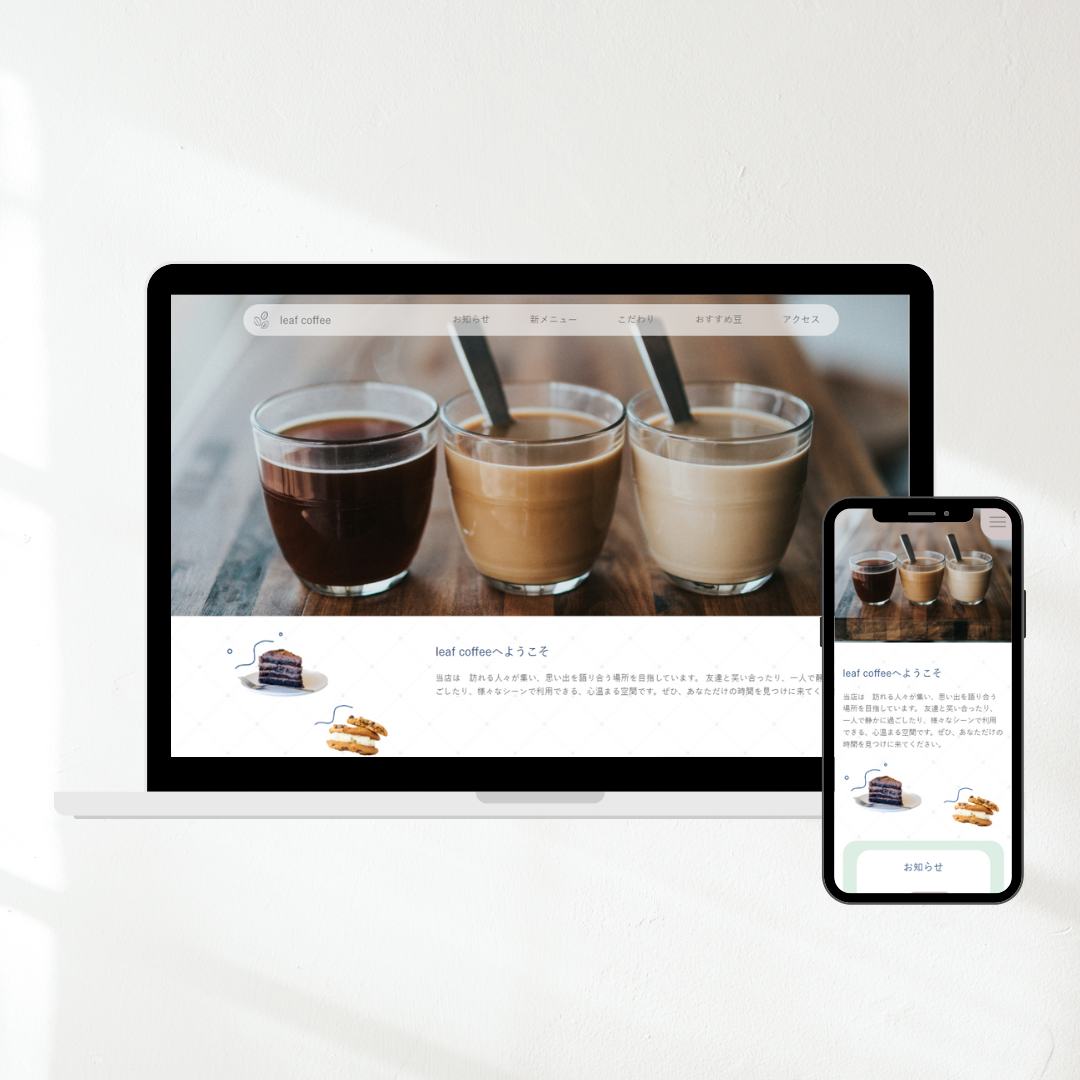 leaf coffee
お知らせ
新メニュー
こだわり
おすすめ豆
アクセス
leaf coffeeへようこそ
当店は　訪れる人々が集い、思い出を語り合う場所を目指しています。 友達と笑い合ったり、一人で
ごしたり、様々なシーンで利用できる、心温まる空間です。ぜひ、あなただけの時間を見つけに来てく
leaf coffeeへようこそ
当店は　訪れる人々が集い、思い出を語り合う
場所を目指しています。 友達と笑い合ったり、
一人で静かに過ごしたり、様々なシーンで利用
できる、心温まる空間です。ぜひ、あなただけの
時間を見つけに来てください。
お知らせ